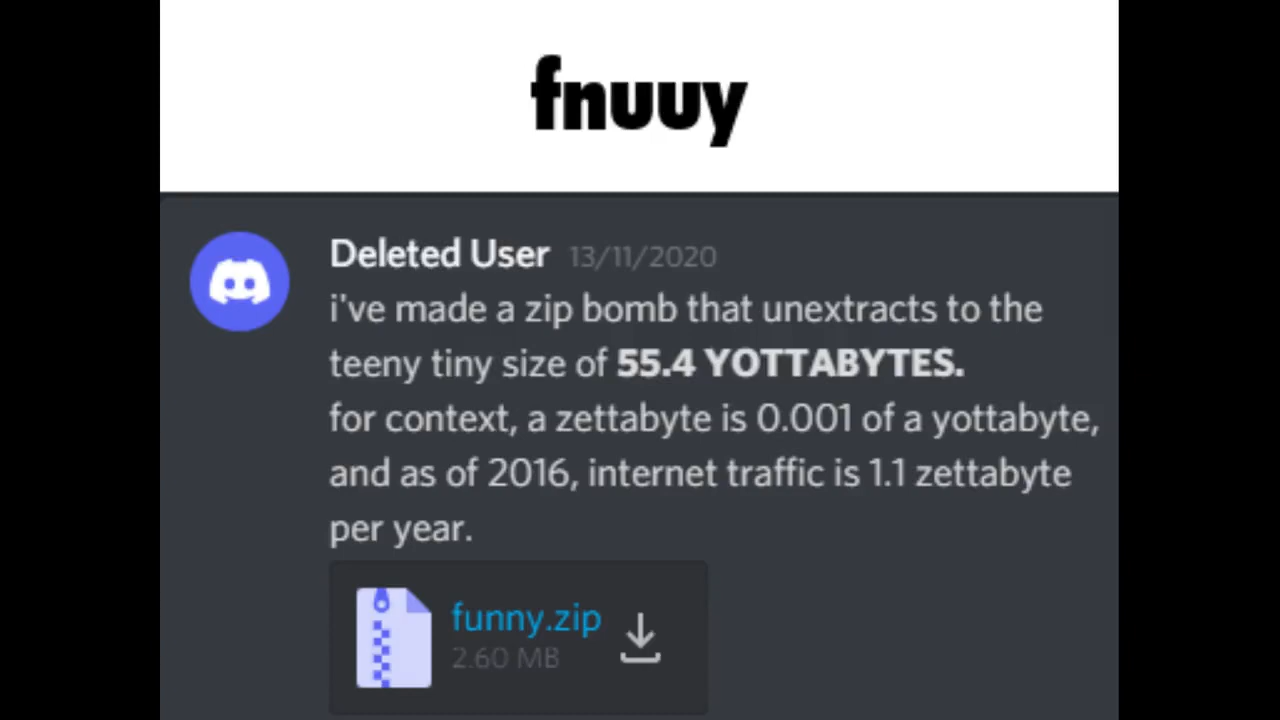 fnuuy
Deleted User 13/11/2020
i've made a zip bomb that unextracts to the
teeny tiny size of 55.4 YOTTABYTES.
for context, a zettabyte is 0.001 of a yottabyte,
and as of 2016, internet traffic is 1.1 zettabyte
per year.
funny.zip
2.60 MB